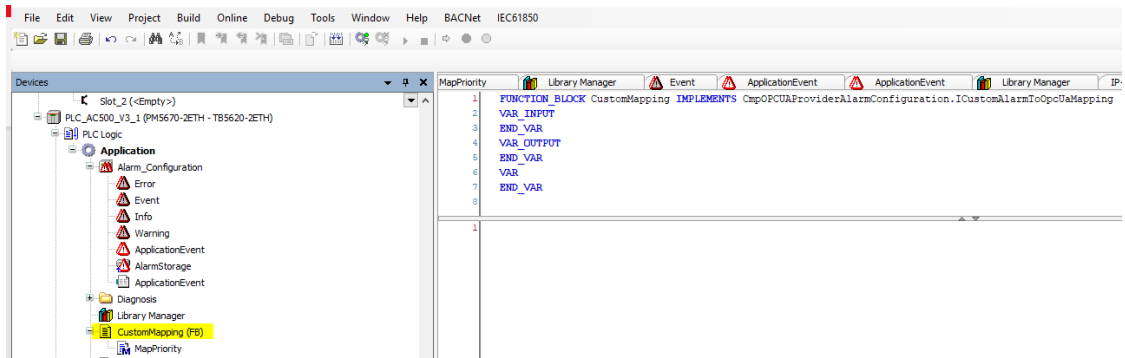 File Edit View Project Build Online Debug Tools Window Help BACNet IEC61850
Devices
Slot_2 (<Empty>)
PLC_AC500_V3_1 (PM5670-2ETH - TB5620-2ETH)
PLC Logic
Application
Alarm_Configuration
Error
Event
Info
Warning
ApplicationEvent
AlarmStorage
ApplicationEvent
Diagnosis
Library Manager
CustomMapping (FB)
MapPriority
MapPriority Library Manager Event ApplicationEvent ApplicationEvent Library Manager IP-
1 FUNCTION_BLOCK CustomMapping IMPLEMENTS CmpOPCUAProviderAlarmConfiguration.ICustomAlarmToOpcUaMapping
2 VAR_INPUT
3 END_VAR
4 VAR_OUTPUT
5 END_VAR
6 VAR
7 END_VAR
8
1